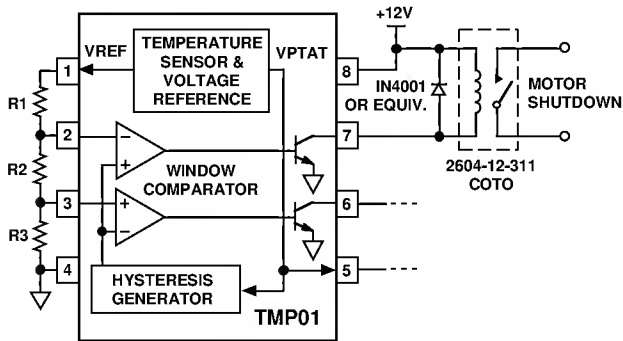 +12V
VREF
TEMPERATURE
SENSOR &
VOLTAGE
REFERENCE
VPTAT
1
8
R1
IN4001
OR EQUIV.
MOTOR
SHUTDOWN
2
7
R2
WINDOW
COMPARATOR
2604-12-311
COTO
3
6
R3
4
5
HYSTERESIS
GENERATOR
TMP01